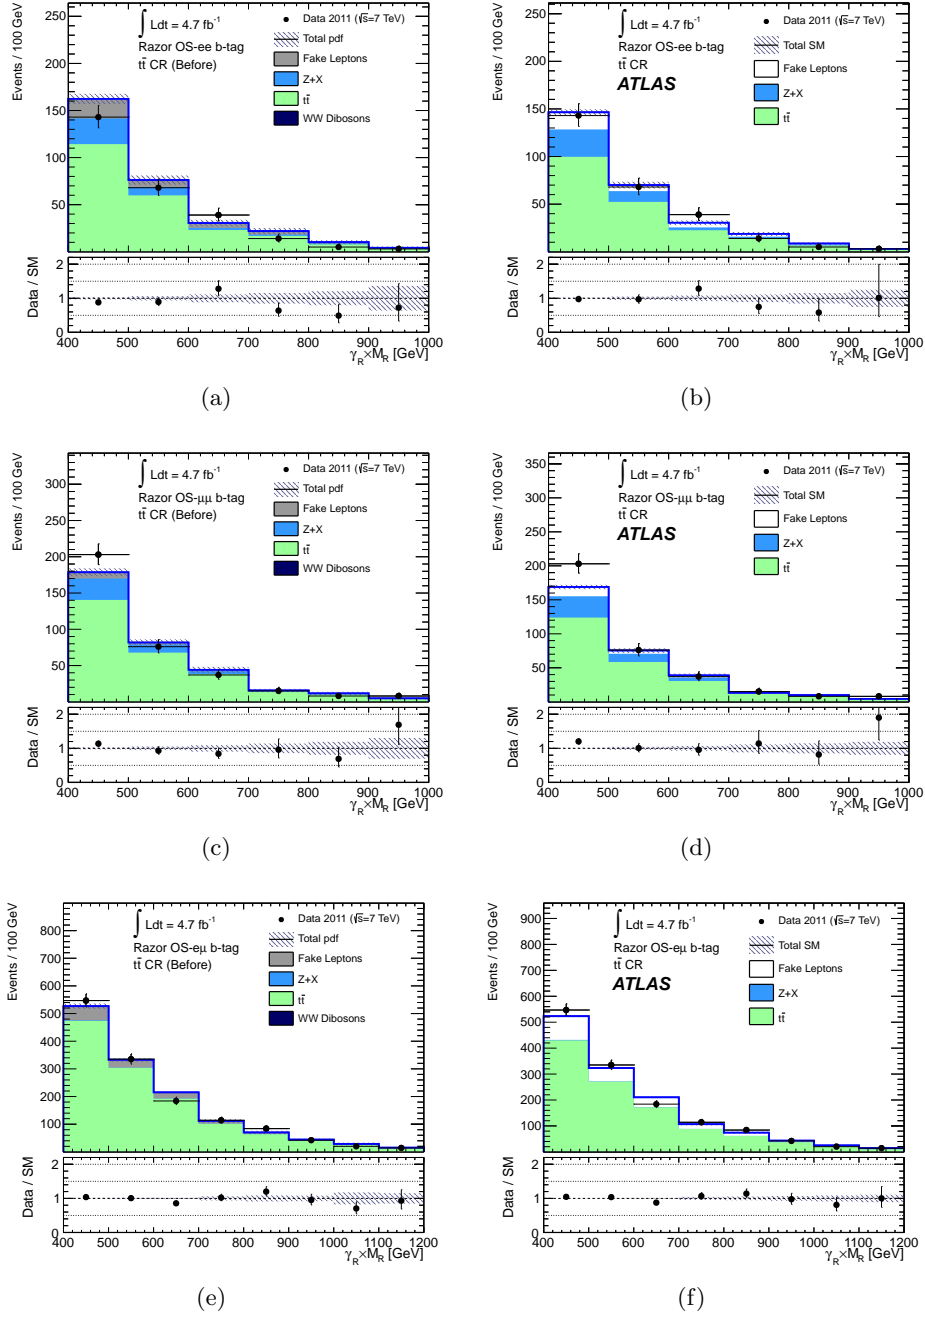 Events / 100 GeV
250
200
150
100
50
∫ Ldt = 4.7 fb⁻¹
Razor OS-ee b-tag
tt̄ CR (Before)
Data 2011 (√s=7 TeV)
Total pdf
Fake Leptons
Z+X
tt̄
WW Dibosons
Data / SM
2
1
0
400 500 600 700 800 900 1000
γ_R×M_R [GeV]
(a)
Events / 100 GeV
250
200
150
100
50
∫ Ldt = 4.7 fb⁻¹
Razor OS-ee b-tag
tt̄ CR
ATLAS
Data 2011 (√s=7 TeV)
Total SM
Fake Leptons
Z+X
tt̄
Data / SM
2
1
0
400 500 600 700 800 900 1000
γ_R×M_R [GeV]
(b)
Events / 100 GeV
300
250
200
150
100
50
∫ Ldt = 4.7 fb⁻¹
Razor OS-μμ b-tag
tt̄ CR (Before)
Data 2011 (√s=7 TeV)
Total pdf
Fake Leptons
Z+X
tt̄
WW Dibosons
Data / SM
2
1
0
400 500 600 700 800 900 1000
γ_R×M_R [GeV]
(c)
Events / 100 GeV
350
300
250
200
150
100
50
∫ Ldt = 4.7 fb⁻¹
Razor OS-μμ b-tag
tt̄ CR
ATLAS
Data 2011 (√s=7 TeV)
Total SM
Fake Leptons
Z+X
tt̄
Data / SM
2
1
0
400 500 600 700 800 900 1000
γ_R×M_R [GeV]
(d)
Events / 100 GeV
800
700
600
500
400
300
200
100
∫ Ldt = 4.7 fb⁻¹
Razor OS-eμ b-tag
tt̄ CR (Before)
Data 2011 (√s=7 TeV)
Total pdf
Fake Leptons
Z+X
tt̄
WW Dibosons
Data / SM
2
1
0
400 500 600 700 800 900 1000 1100 1200
γ_R×M_R [GeV]
(e)
Events / 100 GeV
900
800
700
600
500
400
300
200
100
∫ Ldt = 4.7 fb⁻¹
Razor OS-eμ b-tag
tt̄ CR
ATLAS
Data 2011 (√s=7 TeV)
Total SM
Fake Leptons
Z+X
tt̄
Data / SM
2
1
0
400 500 600 700 800 900 1000 1100 1200
γ_R×M_R [GeV]
(f)